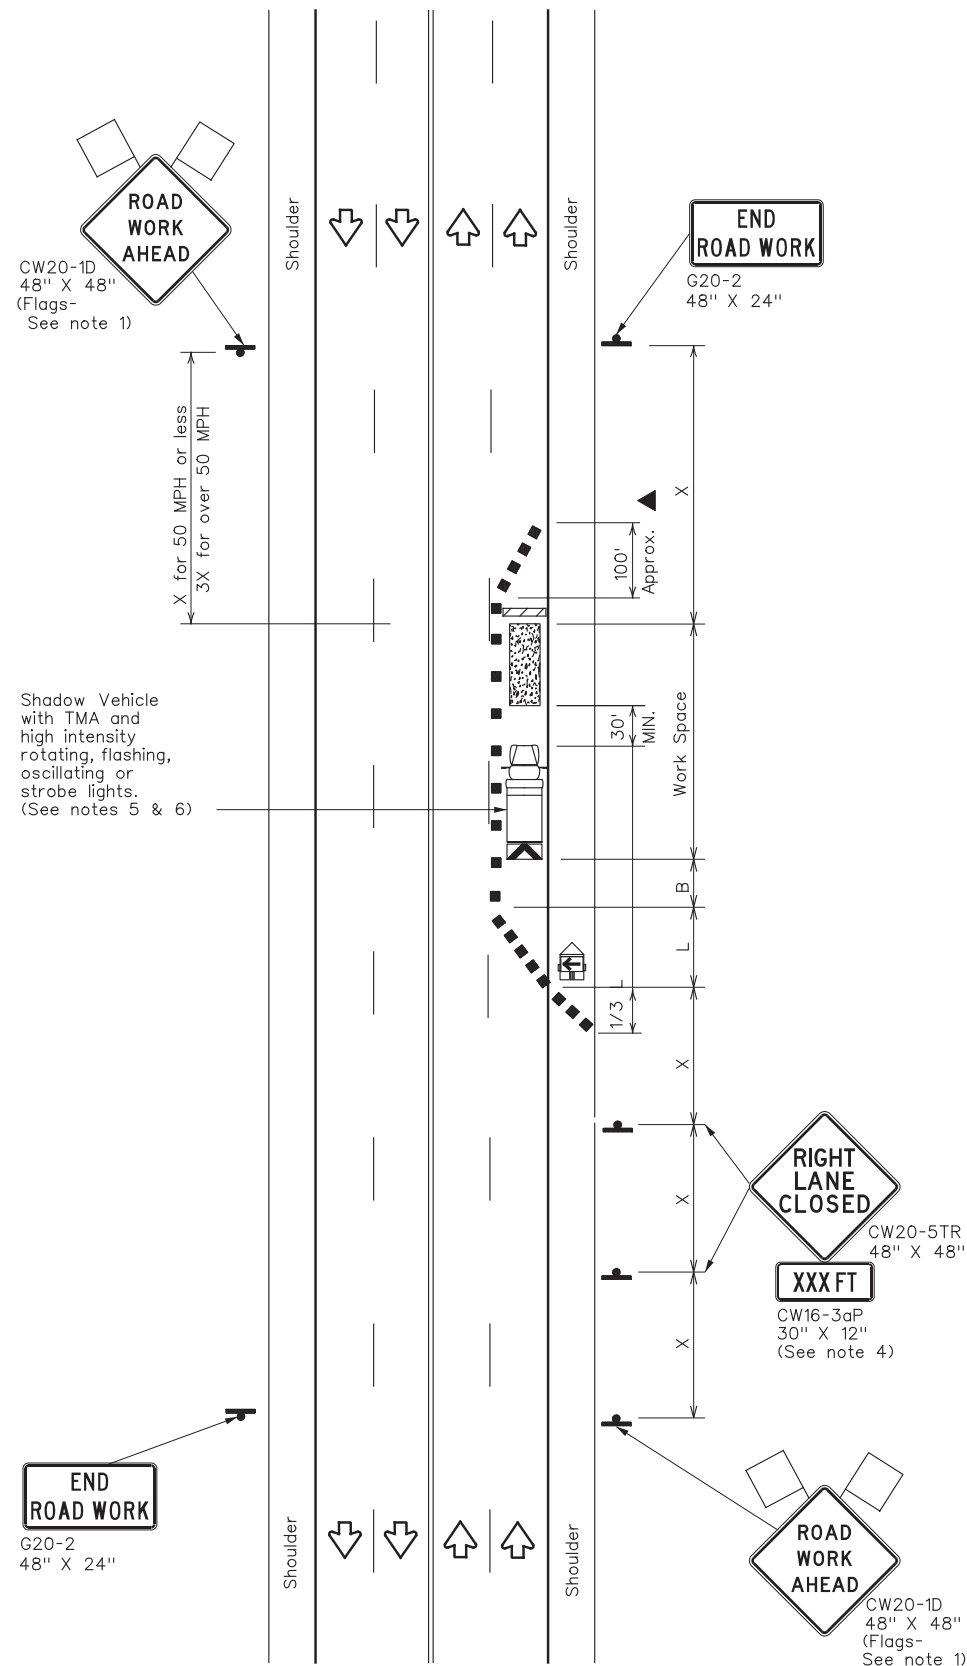 ROAD
WORK
AHEAD
CW20-1D
48" X 48"
(Flags-
See note 1)
Shoulder
Shoulder
END
ROAD WORK
G20-2
48" X 24"
X for 50 MPH or less
3X for over 50 MPH
X
100'
Approx.
Shadow Vehicle
with TMA and
high intensity
rotating, flashing,
oscillating or
strobe lights.
(See notes 5 & 6)
30'
MIN.
Work Space
B
L
1/3 L
X
RIGHT
LANE
CLOSED
CW20-5TR
48" X 48"
XXX FT
CW16-3aP
30" X 12"
(See note 4)
X
X
END
ROAD WORK
G20-2
48" X 24"
Shoulder
Shoulder
ROAD
WORK
AHEAD
CW20-1D
48" X 48"
(Flags-
See note 1)